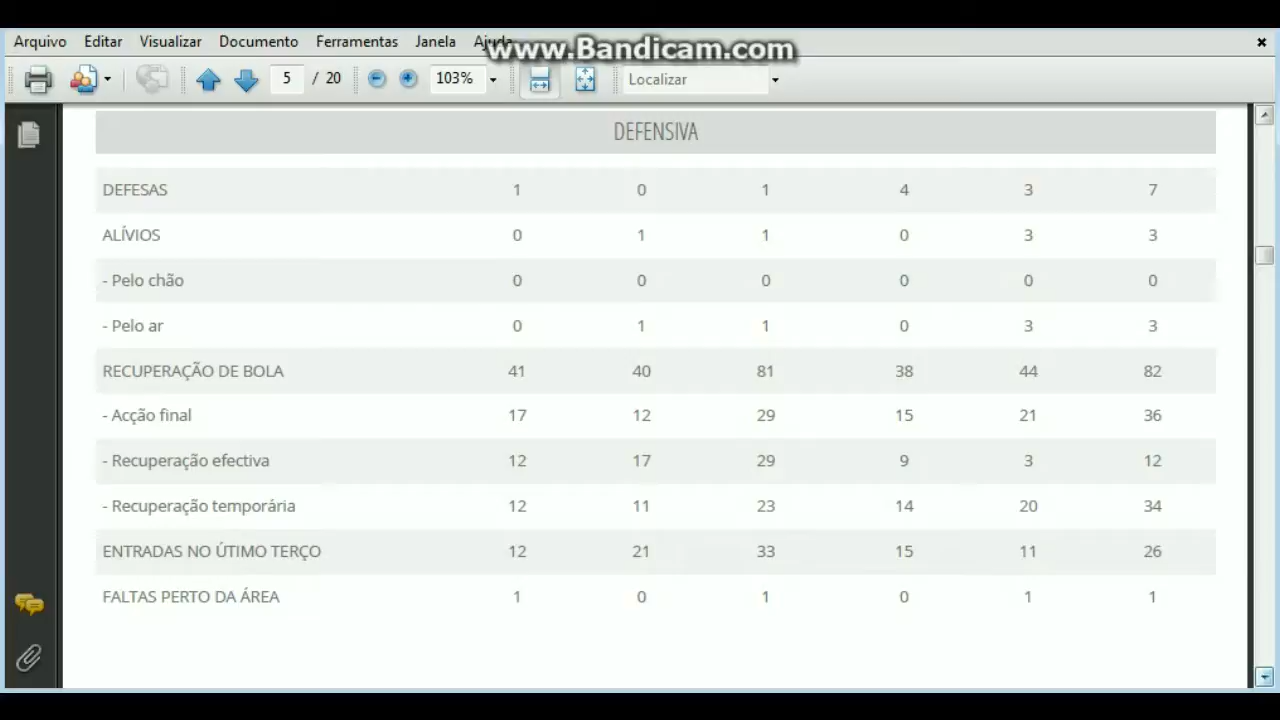 Arquivo Editar Visualizar Documento Ferramentas Janela Ajuda
www.Bandicam.com
5 / 20 103% Localizar
DEFENSIVA
DEFESAS 1 0 1 4 3 7
ALÍVIOS 0 1 1 0 3 3
- Pelo chão 0 0 0 0 0 0
- Pelo ar 0 1 1 0 3 3
RECUPERAÇÃO DE BOLA 41 40 81 38 44 82
- Acção final 17 12 29 15 21 36
- Recuperação efectiva 12 17 29 9 3 12
- Recuperação temporária 12 11 23 14 20 34
ENTRADAS NO ÚTIMO TERÇO 12 21 33 15 11 26
FALTAS PERTO DA ÁREA 1 0 1 0 1 1